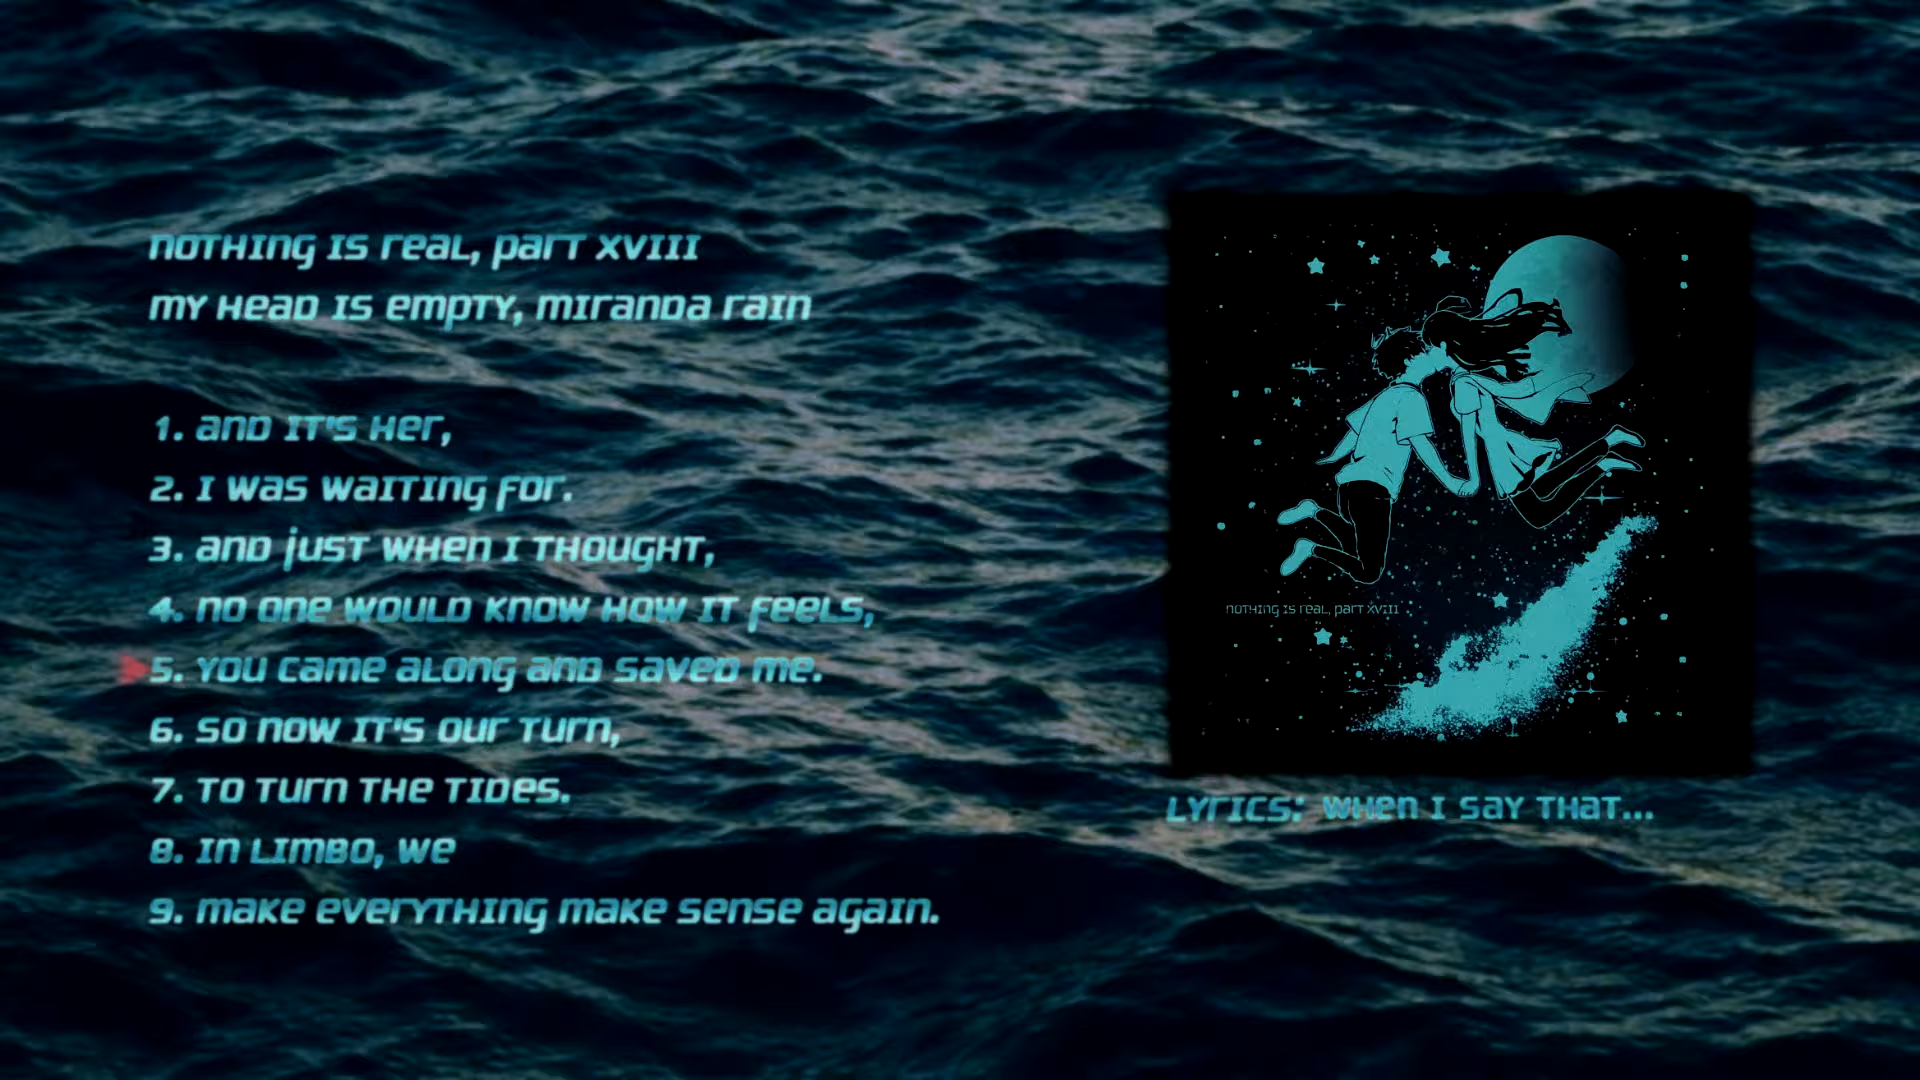 nothing is real, part XVIII
my head is empty, miranda rain
1. and it's her,
2. I was waiting for.
3. and just when I thought,
4. no one would know how it feels,
5. you came along and saved me.
6. so now it's our turn,
7. to turn the tides.
8. in limbo, we
9. make everything make sense again.
nothing is real, part XVIII
Lyrics: when I say that...